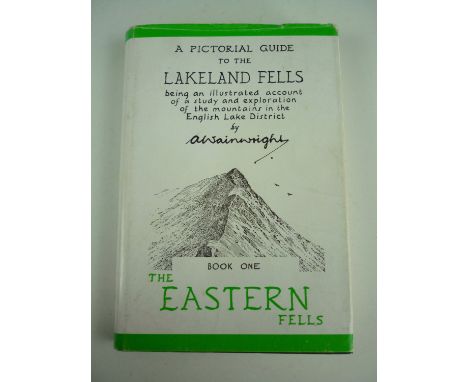 A PICTORIAL GUIDE
TO THE
LAKELAND FELLS
being an illustrated account
of a study and exploration
of the mountains in the
English Lake District
by
AWainwright
BOOK ONE
THE
EASTERN
FELLS